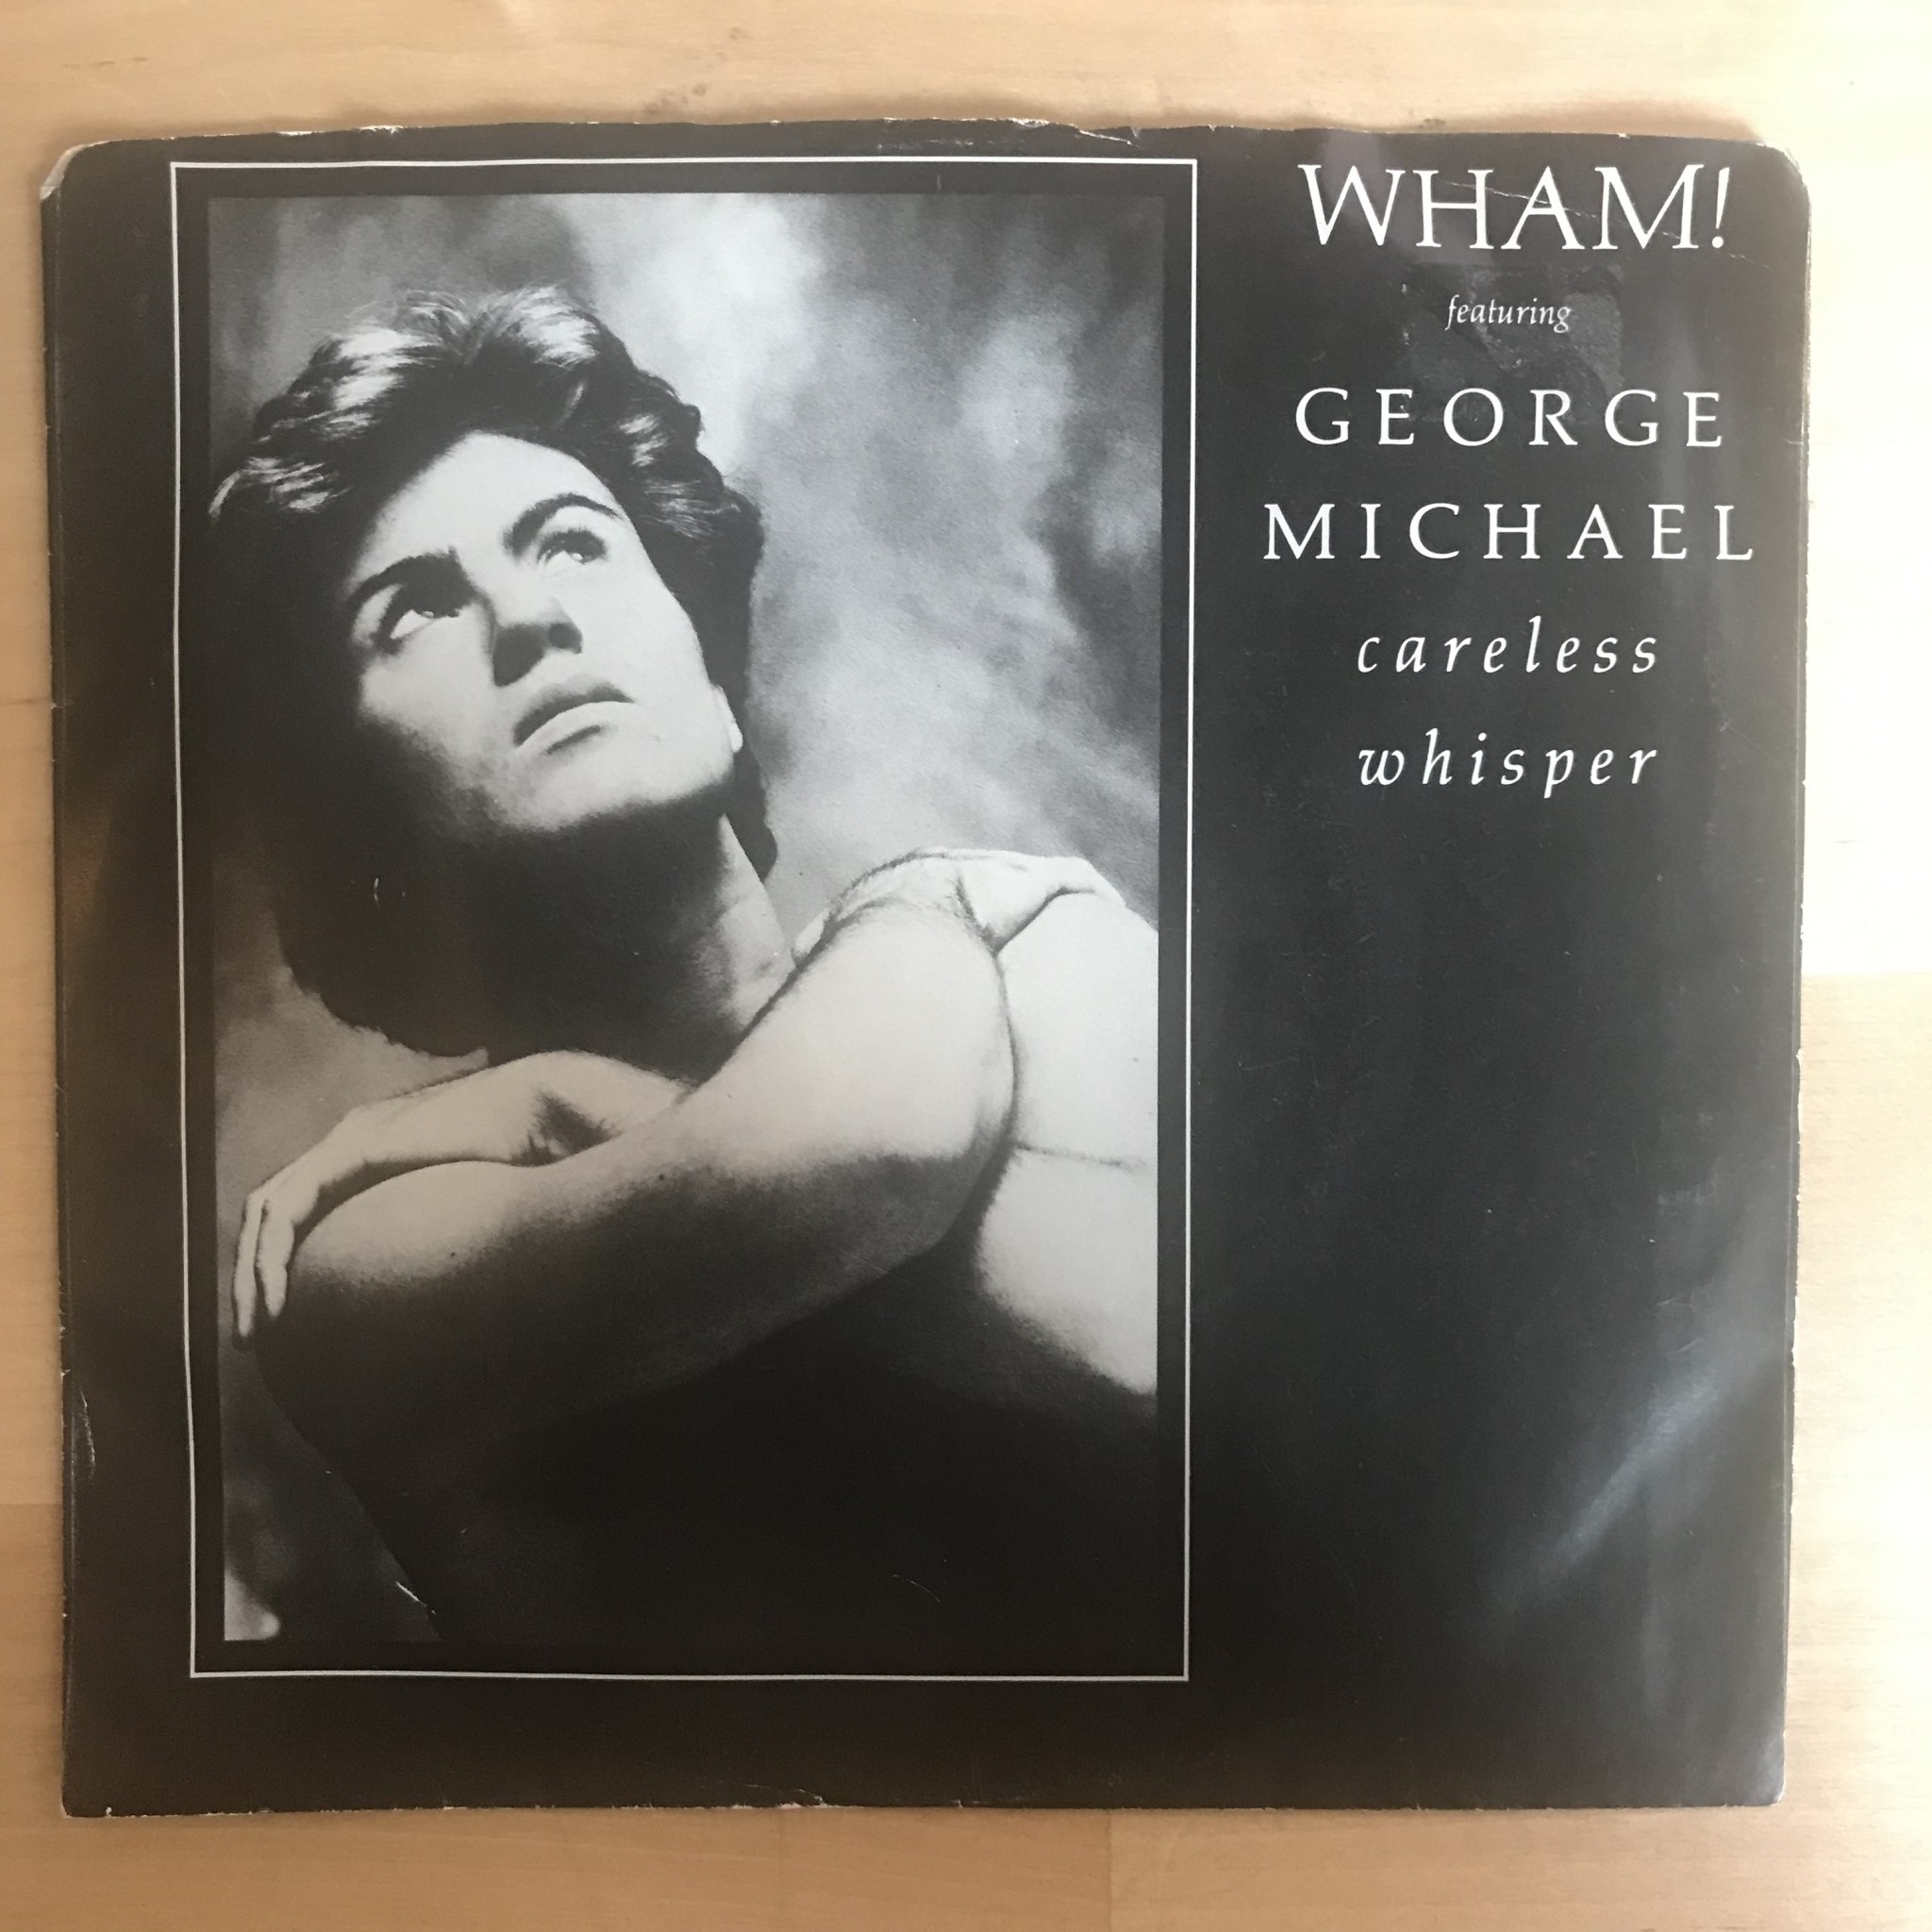 WHAM!
featuring
GEORGE
MICHAEL
careless
whisper